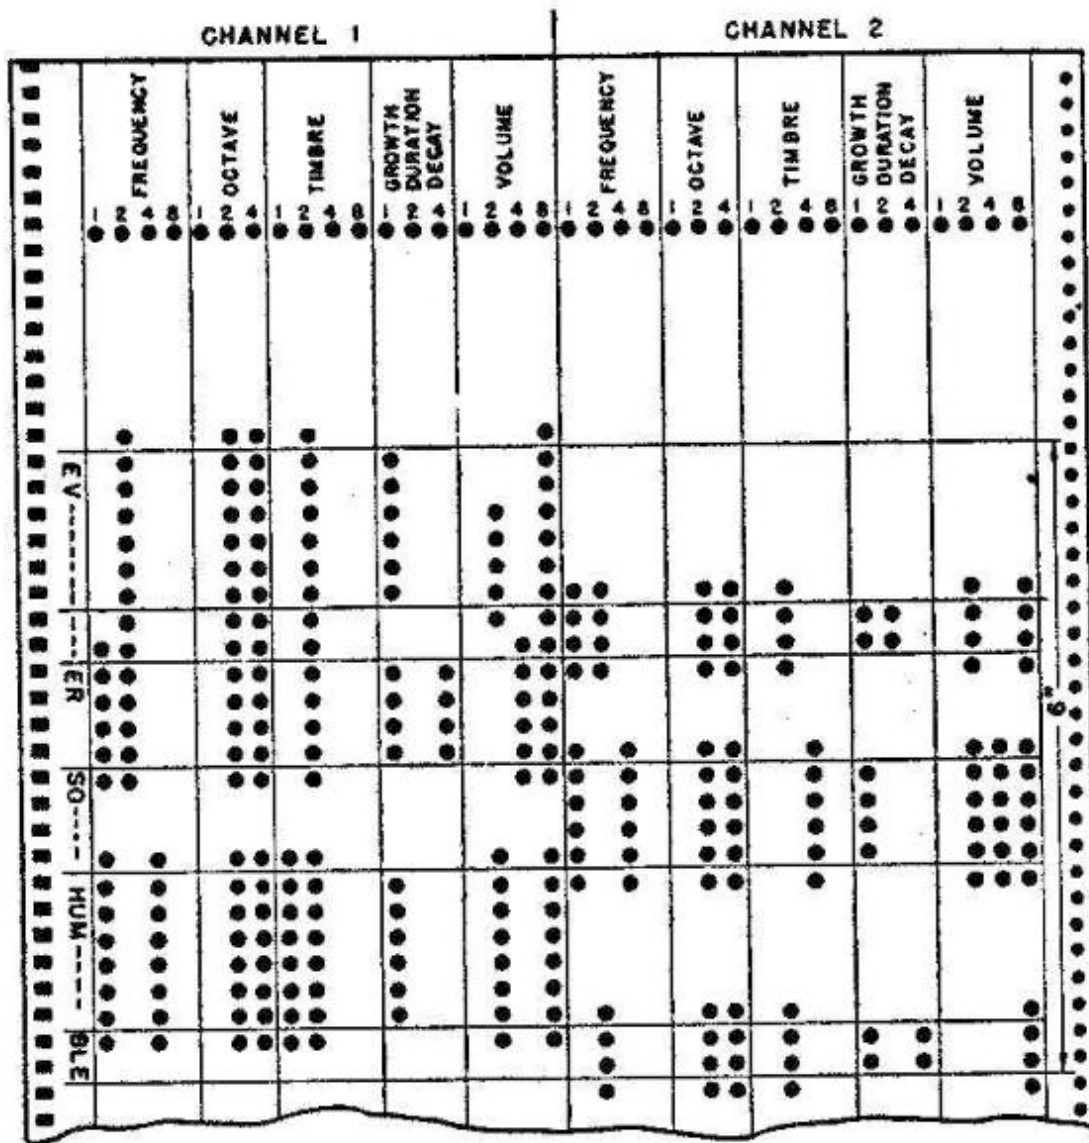 CHANNEL 1 CHANNEL 2
FREQUENCY OCTAVE TIMBRE GROWTH DURATION DECAY VOLUME FREQUENCY OCTAVE TIMBRE GROWTH DURATION DECAY VOLUME
1 2 4 8 1 2 4 1 2 4 8 1 2 4 1 2 4 8 1 2 4 8 1 2 4 1 2 4 8 1 2 4 1 2 4 8
EV------
---ER
SO----
HUM-----
BLE
6"